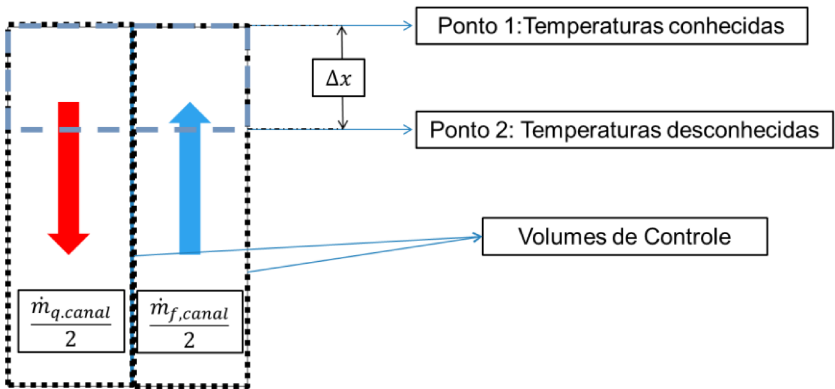 Ponto 1:Temperaturas conhecidas
Δx
Ponto 2: Temperaturas desconhecidas
Volumes de Controle
ṁq.canal ṁf,canal
2 2